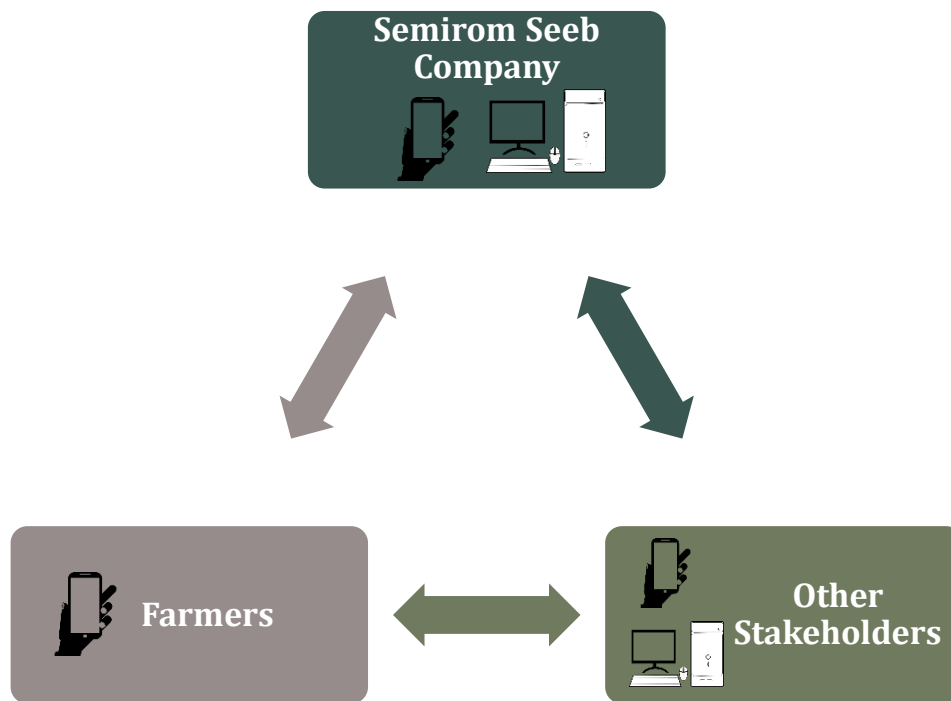 Semirom Seeb
Company
Farmers
Other
Stakeholders